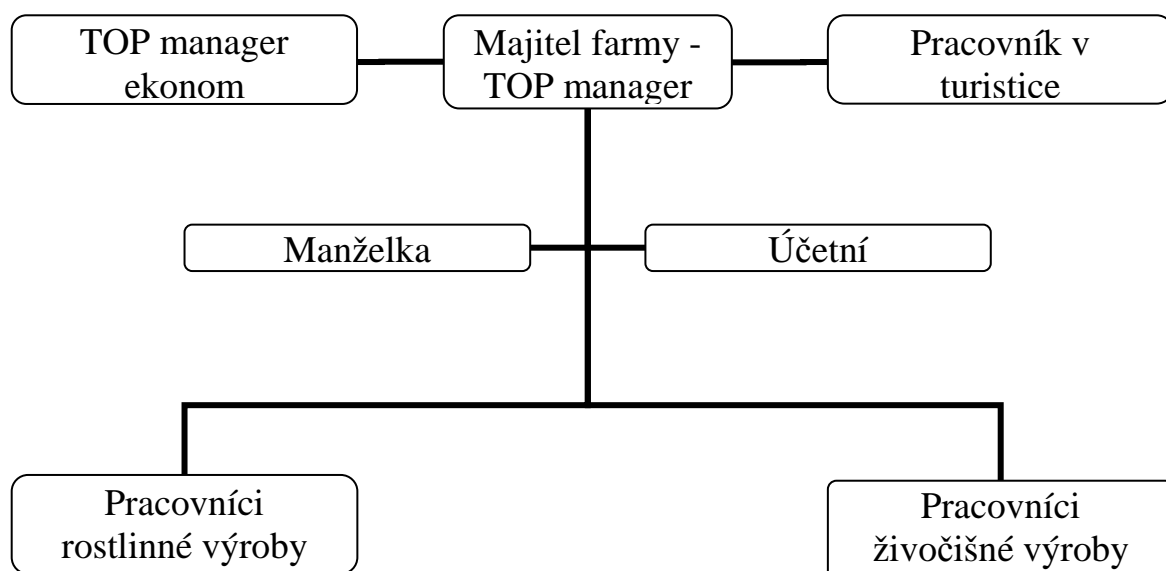 TOP manager
ekonom
Majitel farmy -
TOP manager
Pracovník v
turistice
Manželka
Účetní
Pracovníci
rostlinné výroby
Pracovníci
živočišné výroby